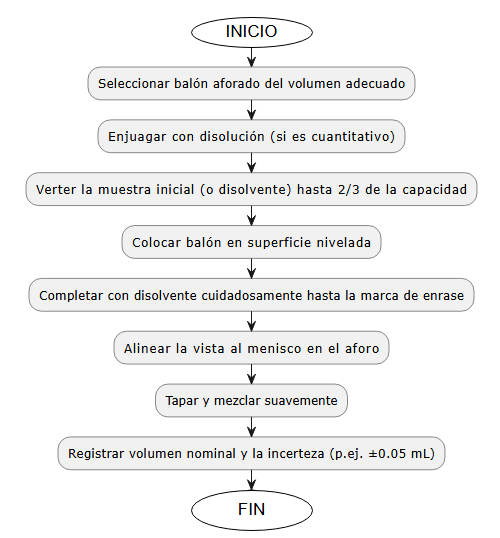 INICIO
Seleccionar balón aforado del volumen adecuado
Enjuagar con disolución (si es cuantitativo)
Verter la muestra inicial (o disolvente) hasta 2/3 de la capacidad
Colocar balón en superficie nivelada
Completar con disolvente cuidadosamente hasta la marca de enrase
Alinear la vista al menisco en el aforo
Tapar y mezclar suavemente
Registrar volumen nominal y la incerteza (p.ej. ±0.05 mL)
FIN